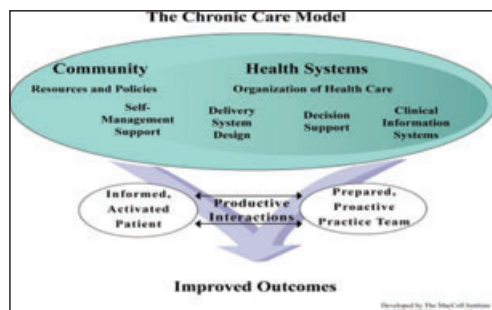 The Chronic Care Model
Community
Resources and Policies
Health Systems
Organization of Health Care
Self-
Management
Support
Delivery
System
Design
Decision
Support
Clinical
Information
Systems
Informed,
Activated
Patient
Productive
Interactions
Prepared,
Proactive
Practice Team
Improved Outcomes
Developed by The MacColl Institute